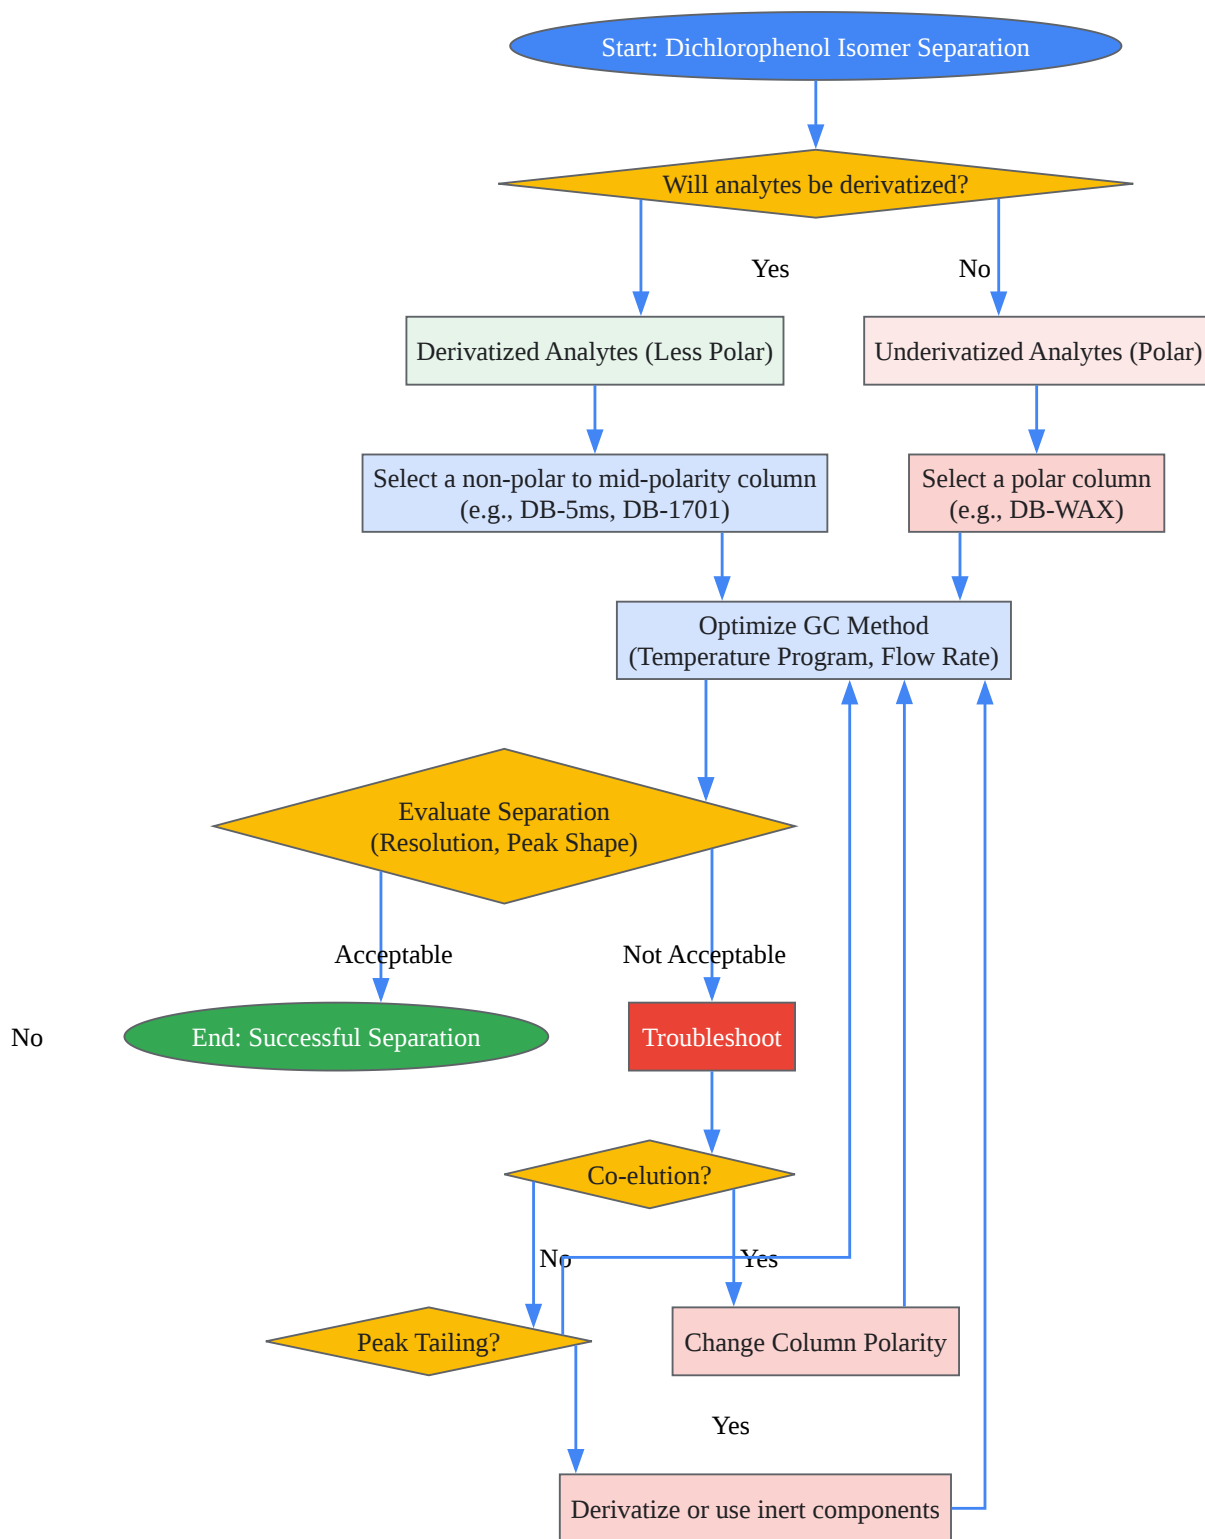 Start: Dichlorophenol Isomer Separation
Will analytes be derivatized?
Yes
No
Derivatized Analytes (Less Polar)
Underivatized Analytes (Polar)
Select a non-polar to mid-polarity column
(e.g., DB-5ms, DB-1701)
Select a polar column
(e.g., DB-WAX)
Optimize GC Method
(Temperature Program, Flow Rate)
Evaluate Separation
(Resolution, Peak Shape)
Acceptable
Not Acceptable
No
End: Successful Separation
Troubleshoot
Co-elution?
No
Yes
Peak Tailing?
Change Column Polarity
Yes
Derivatize or use inert components